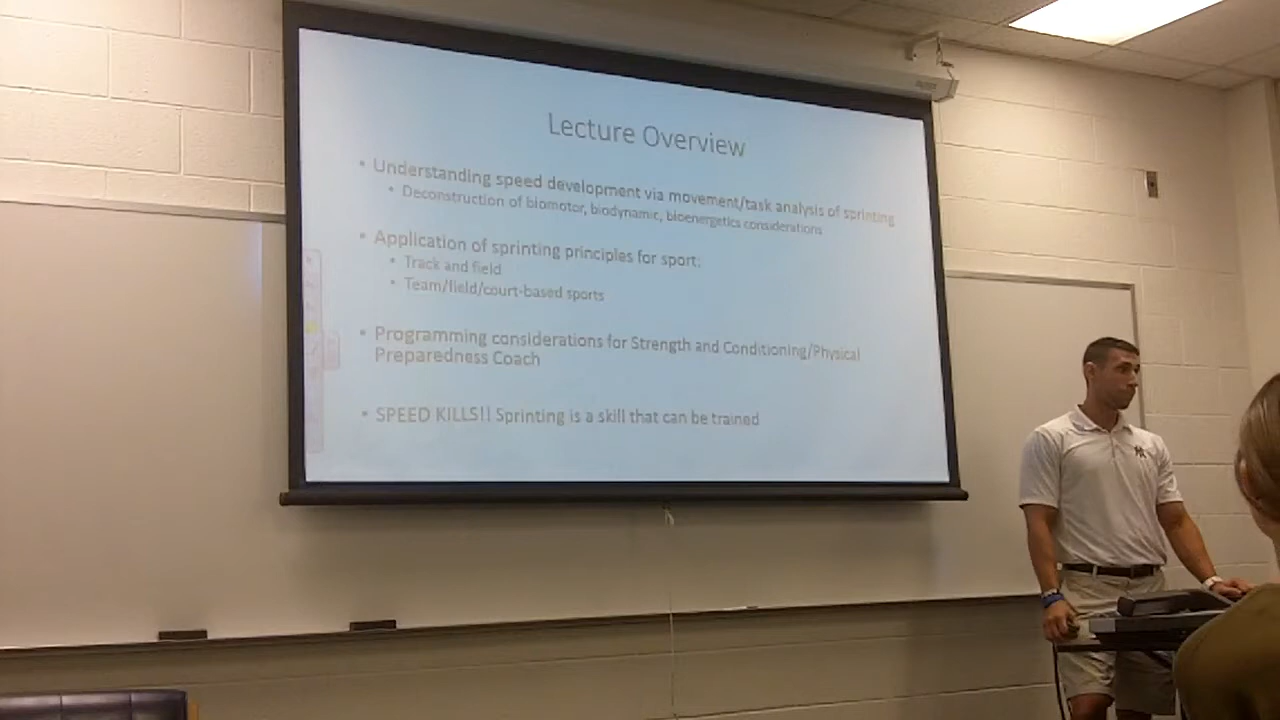 Lecture Overview
• Understanding speed development via movement/task analysis of sprinting
• Deconstruction of biomotor, biodynamic, bioenergetics considerations
• Application of sprinting principles for sport:
• Track and field
• Team/field/court-based sports
• Programming considerations for Strength and Conditioning/Physical
Preparedness Coach
• SPEED KILLS!! Sprinting is a skill that can be trained